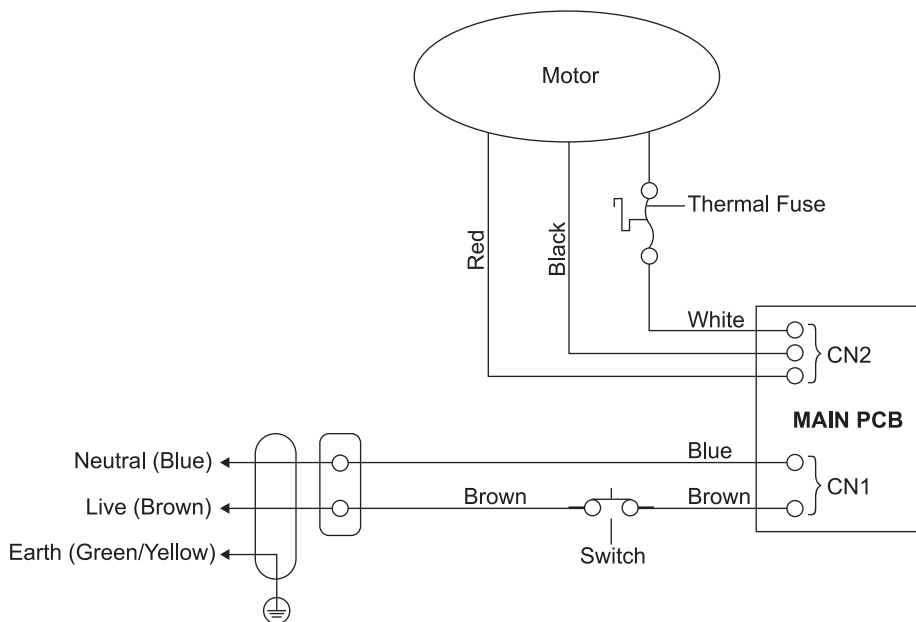 Motor
Thermal Fuse
Red
Black
White
CN2
MAIN PCB
Neutral (Blue)
Blue
CN1
Live (Brown)
Brown
Brown
Earth (Green/Yellow)
Switch